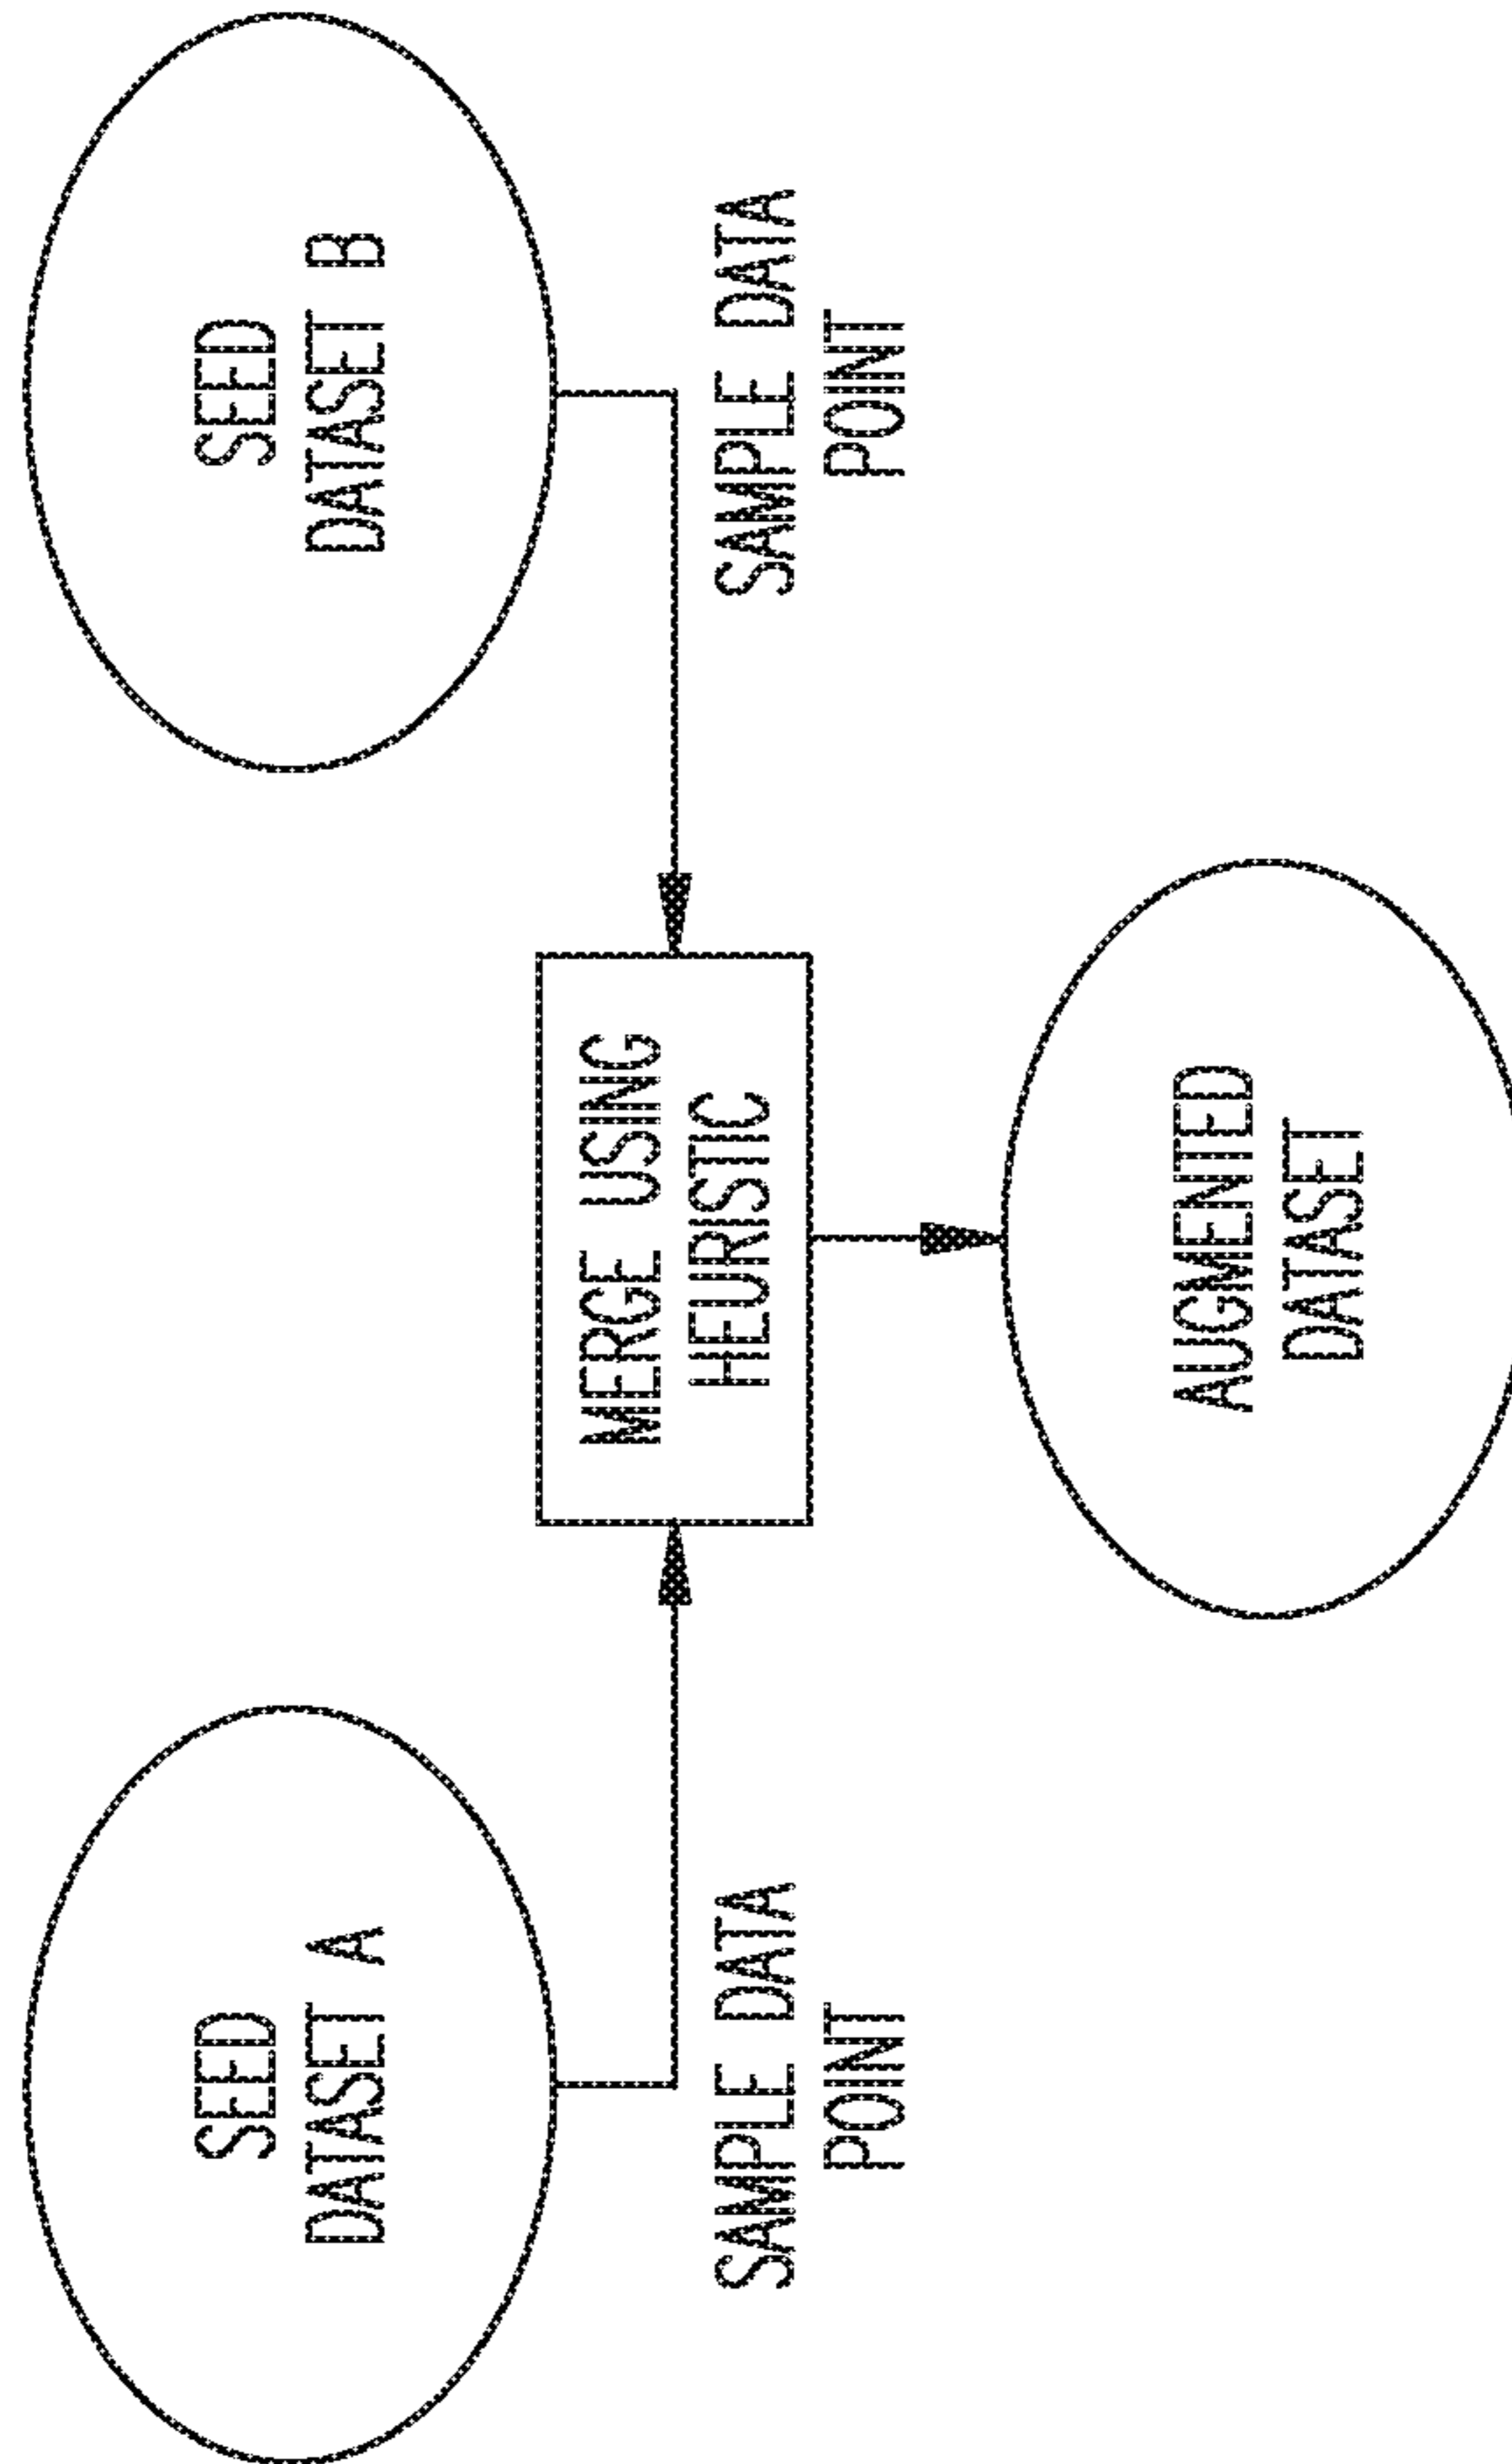 SEED
DATASET A
SEED
DATASET B
SAMPLE DATA
POINT
MERGE USING
HEURISTIC
SAMPLE DATA
POINT
AUGMENTED
DATASET